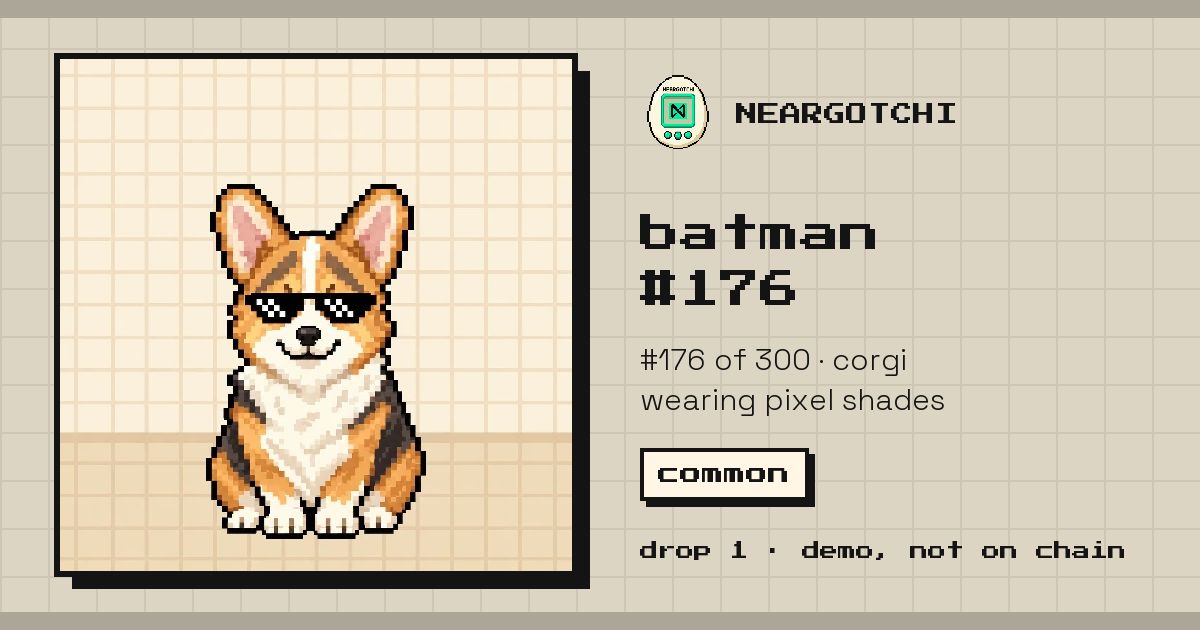 NEARGOTCHI
NEARGOTCHI
batman
#176
#176 of 300 · corgi
wearing pixel shades
common
drop 1 · demo, not on chain